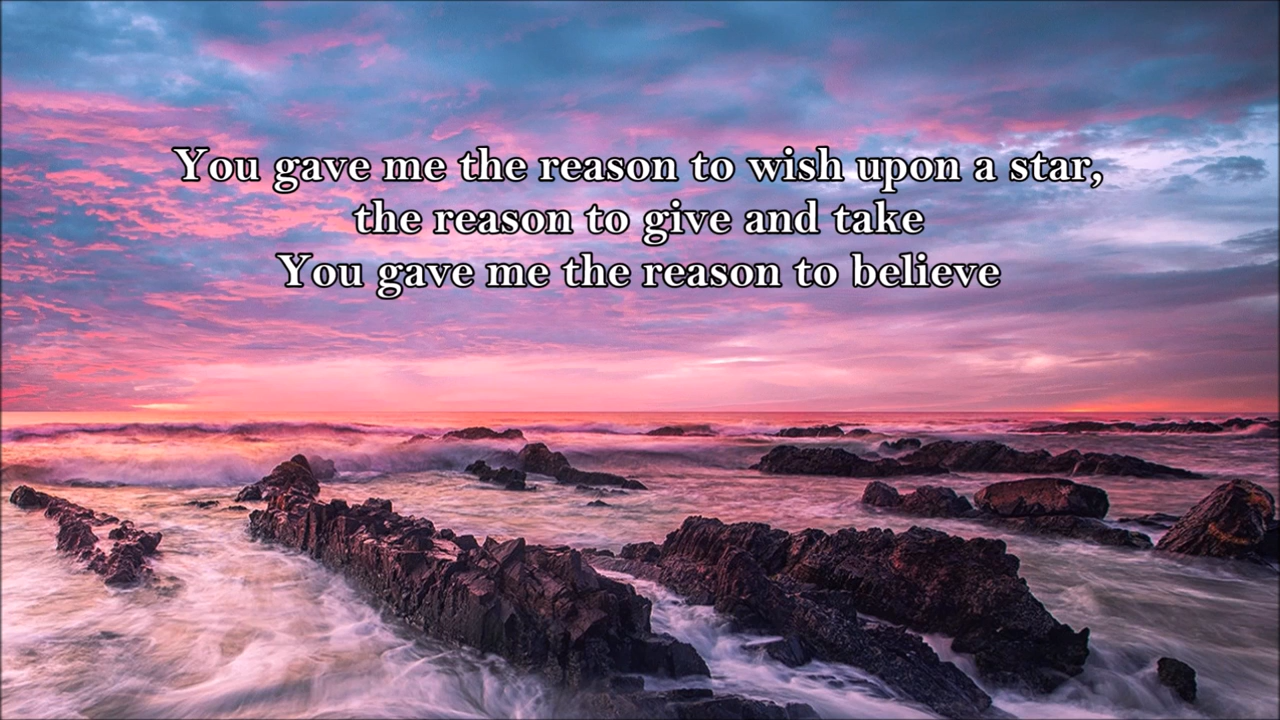 You gave me the reason to wish upon a star,
the reason to give and take
You gave me the reason to believe